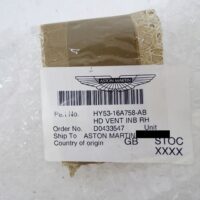 ASTON MARTIN
Part No. HY53-16A758-AB
HD VENT INB RH
Order No. D0433547 Unit
Ship To ASTON MARTIN
Country of origin GB STOC
XXXX